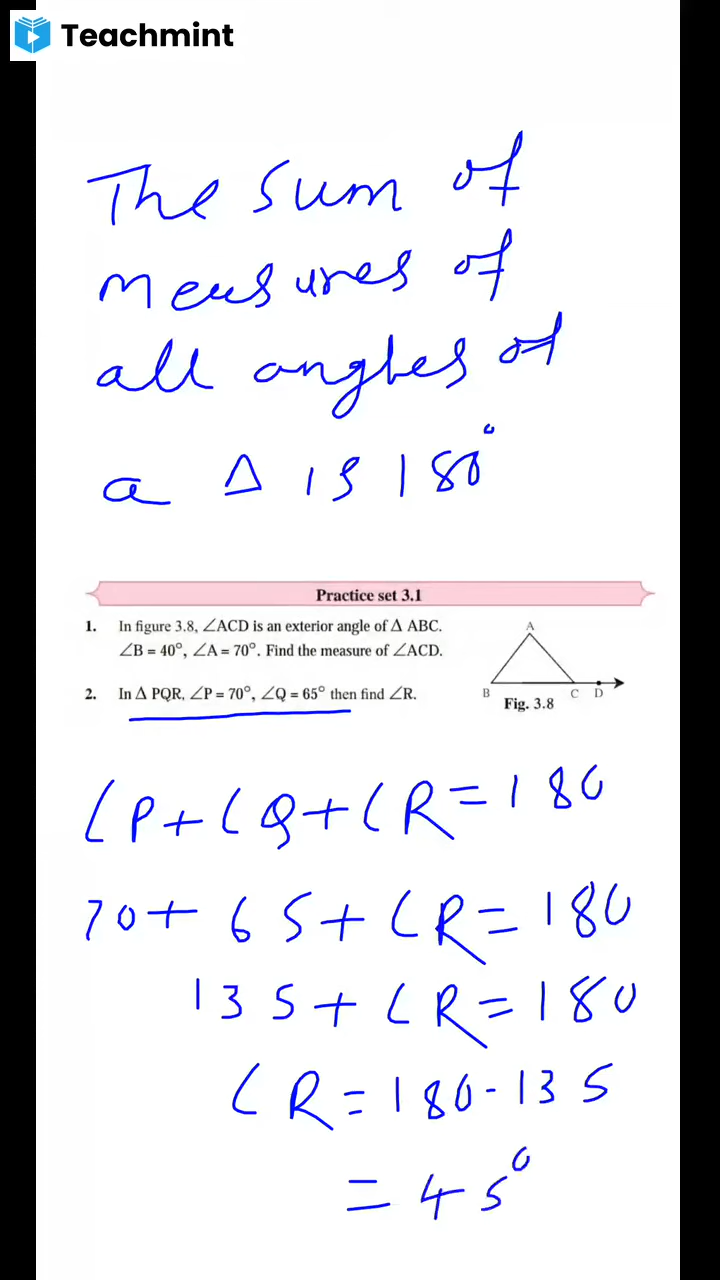 Teachmint
The sum of
measures of
all angles of
a Δ is 180°
Practice set 3.1
1. In figure 3.8, ∠ACD is an exterior angle of Δ ABC.
∠B = 40°, ∠A = 70°. Find the measure of ∠ACD.
2. In Δ PQR, ∠P = 70°, ∠Q = 65° then find ∠R.
A
B C D
Fig. 3.8
∠P+∠Q+∠R=180
70+65+∠R=180
135+∠R=180
∠R=180-135
=45°